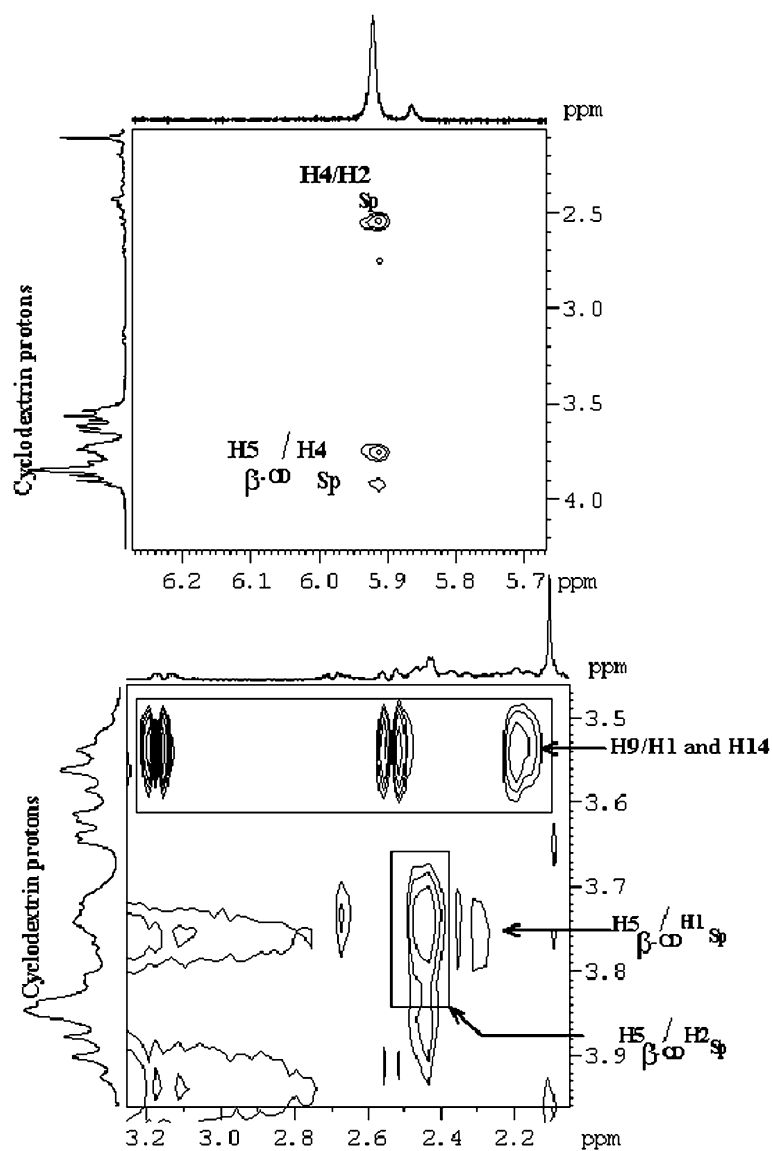 ppm
H4/H2
Sp
2.5
3.0
3.5
4.0
Cyclodextrin protons
H5 / H4
β-CD Sp
6.2 6.1 6.0 5.9 5.8 5.7 ppm
ppm
3.5
H9/H1 and H14
3.6
3.7
Cyclodextrin protons
H5 / H1
β-CD Sp
3.8
H5 / H2
β-CD Sp
3.9
3.2 3.0 2.8 2.6 2.4 2.2 ppm